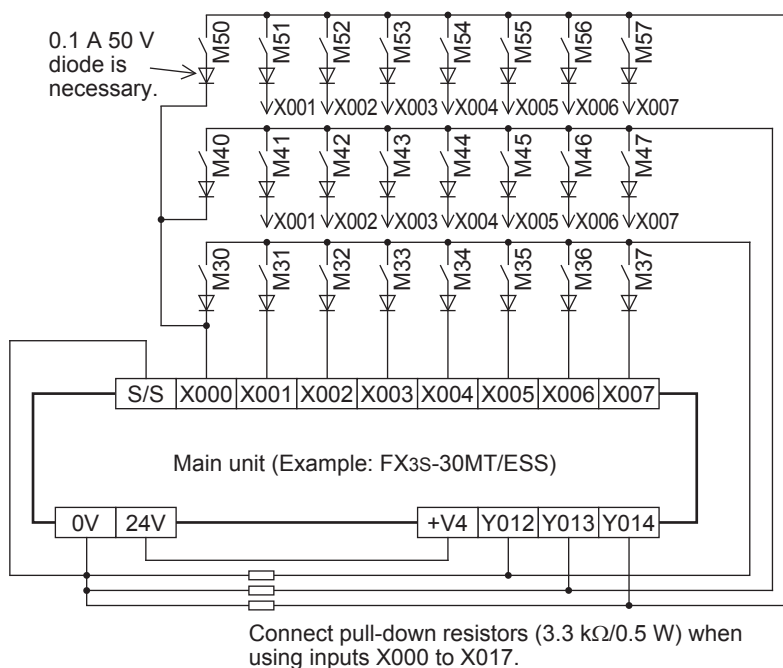 0.1 A 50 V
diode is
necessary.
M50 M51 M52 M53 M54 M55 M56 M57
X001 X002 X003 X004 X005 X006 X007
M40 M41 M42 M43 M44 M45 M46 M47
X001 X002 X003 X004 X005 X006 X007
M30 M31 M32 M33 M34 M35 M36 M37
S/S X000 X001 X002 X003 X004 X005 X006 X007
Main unit (Example: FX3S-30MT/ESS)
0V 24V +V4 Y012 Y013 Y014
Connect pull-down resistors (3.3 kΩ/0.5 W) when
using inputs X000 to X017.